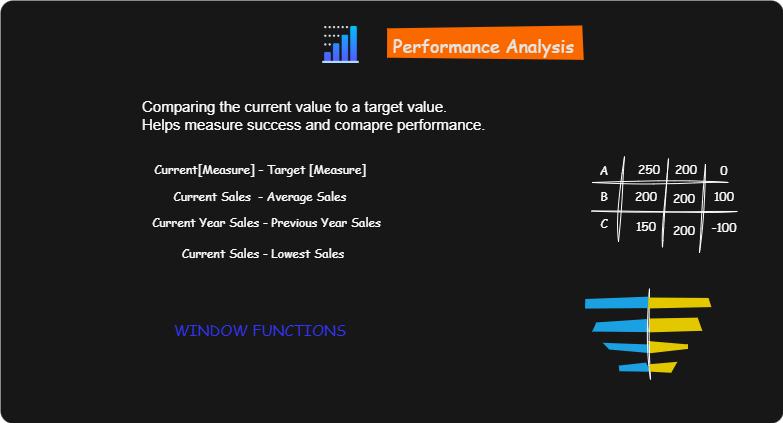 Performance Analysis
Comparing the current value to a target value.
Helps measure success and comapre performance.
Current[Measure] - Target [Measure]
Current Sales - Average Sales
Current Year Sales - Previous Year Sales
Current Sales - Lowest Sales
A 250 200 0
B 200 200 100
C 150 200 -100
WINDOW FUNCTIONS